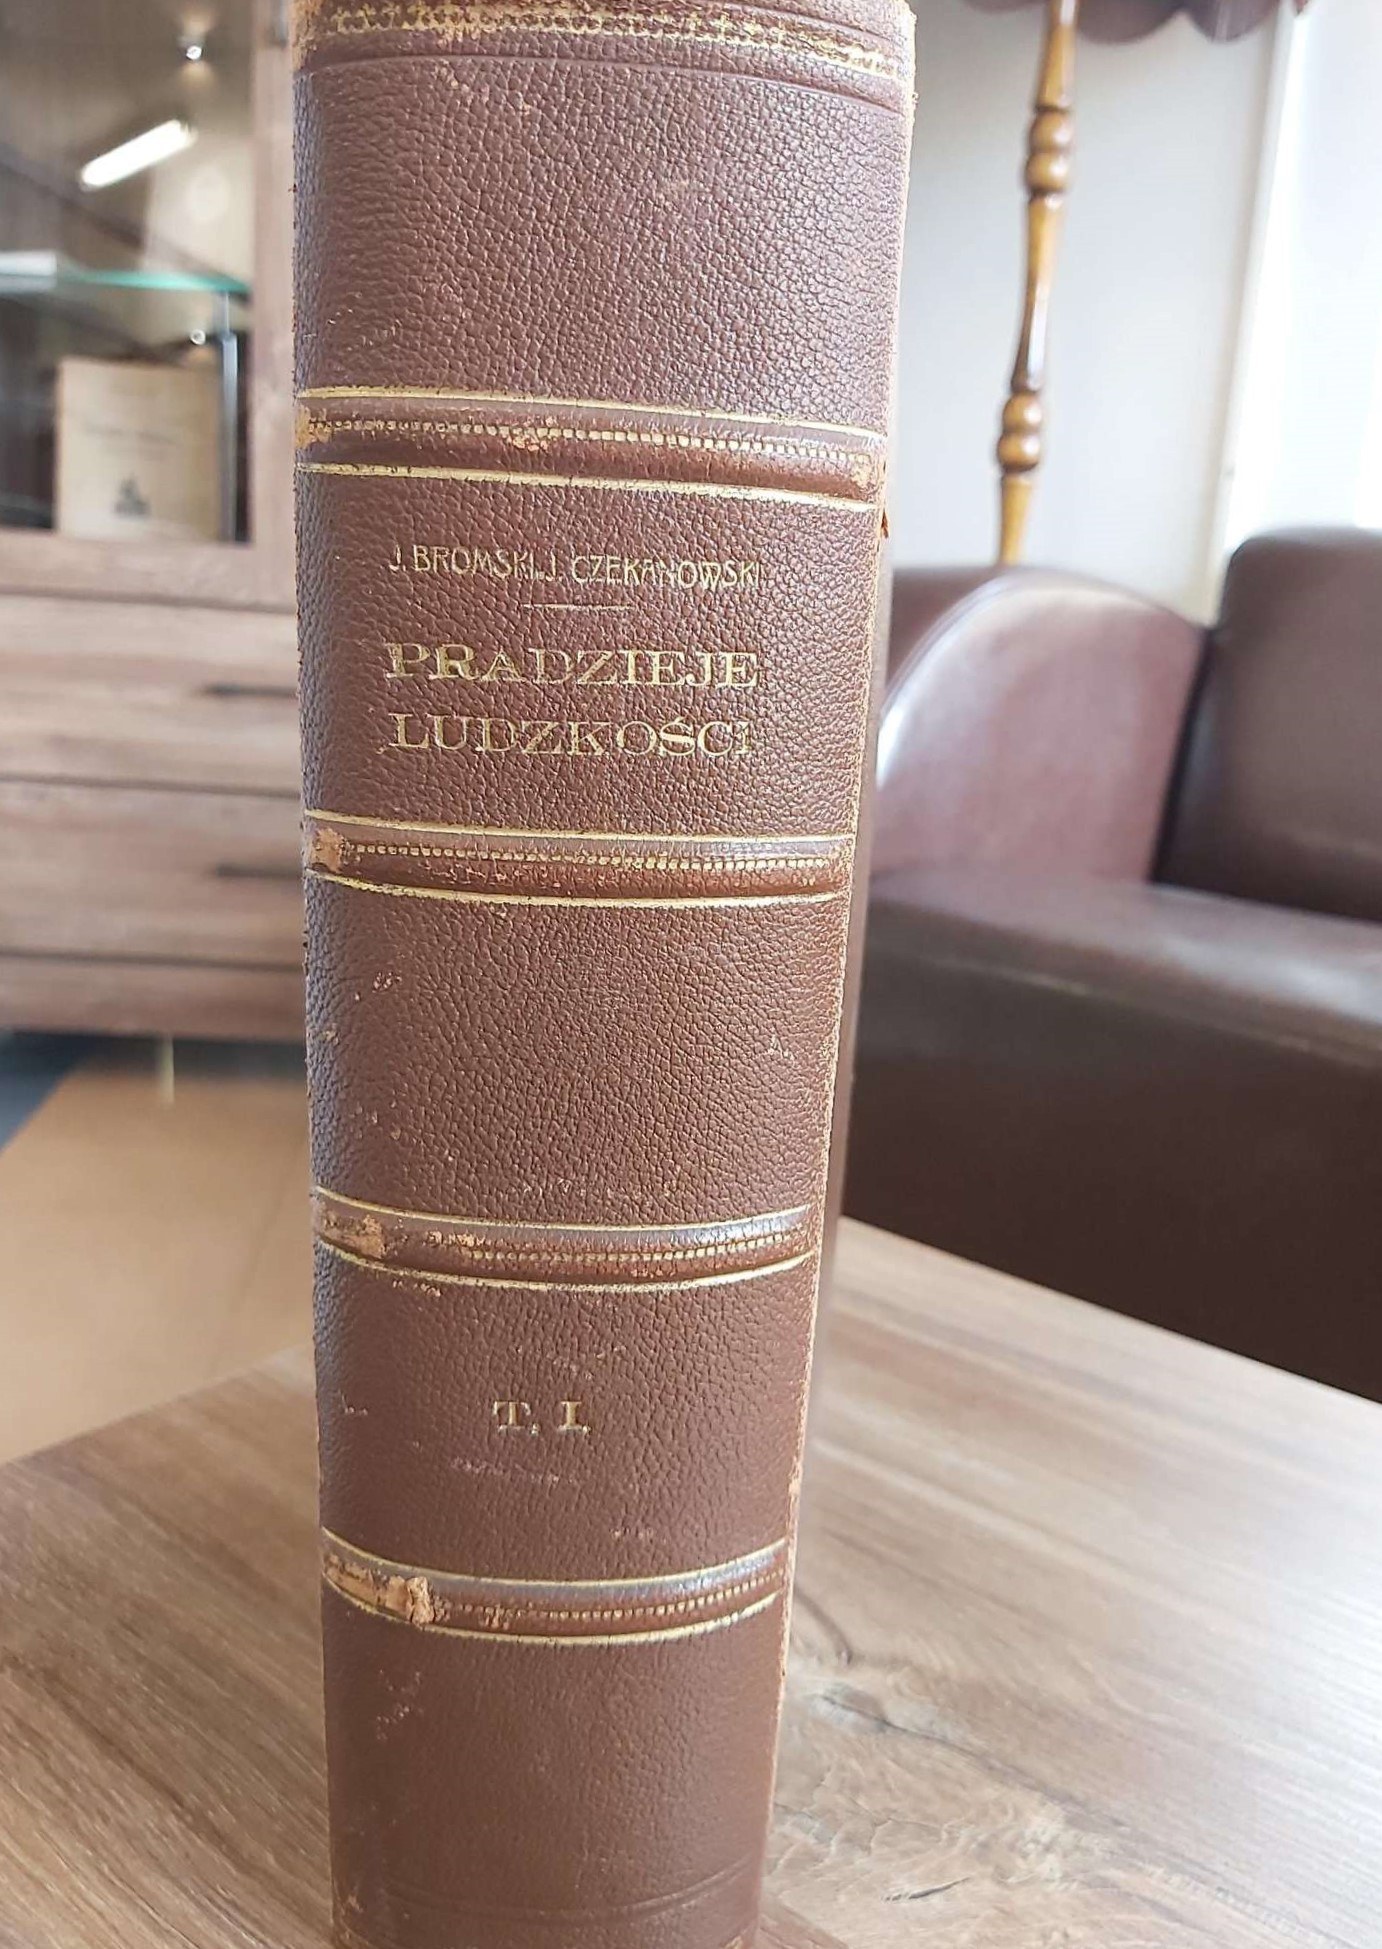 J. BROMSKI i J. CZEKANOWSKI
PRADZIEJE
LUDZKOŚCI
T. I.